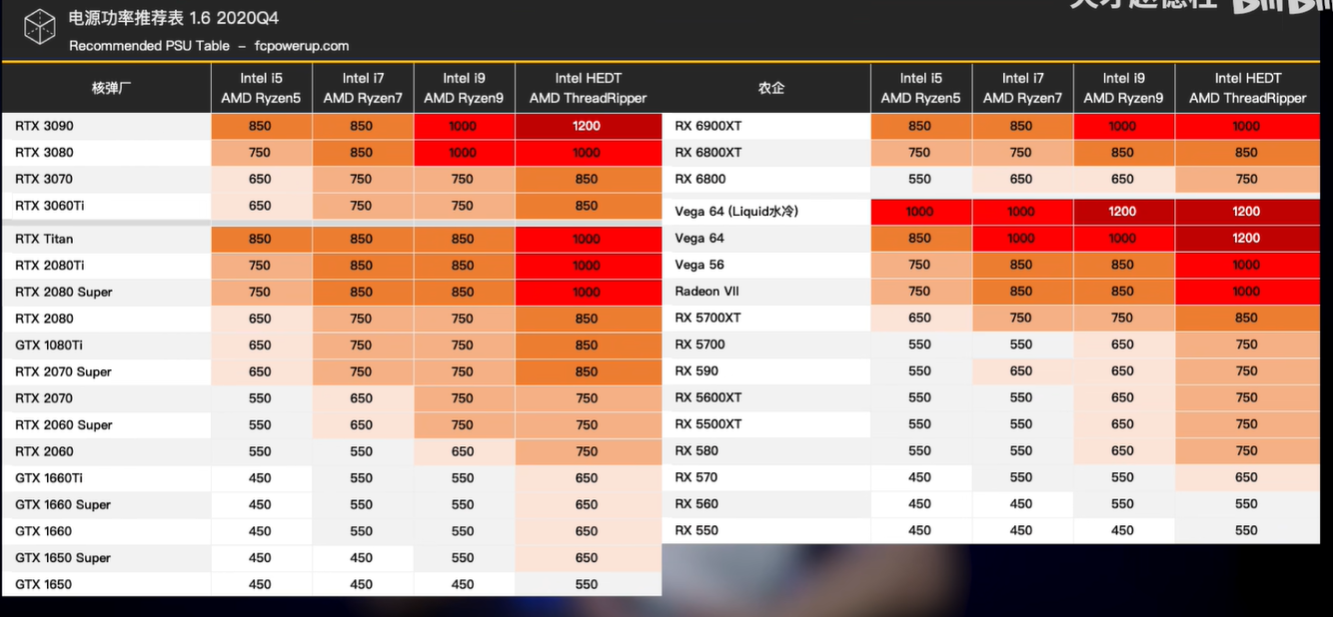 天才赵德柱 BiliBili
电源功率推荐表 1.6 2020Q4
Recommended PSU Table – fcpowerup.com
核弹厂 Intel i5 AMD Ryzen5 Intel i7 AMD Ryzen7 Intel i9 AMD Ryzen9 Intel HEDT AMD ThreadRipper
RTX 3090 850 850 1000 1200
RTX 3080 750 850 1000 1000
RTX 3070 650 750 750 850
RTX 3060Ti 650 750 750 850
RTX Titan 850 850 850 1000
RTX 2080Ti 750 850 850 1000
RTX 2080 Super 750 850 850 1000
RTX 2080 650 750 750 850
GTX 1080Ti 650 750 750 850
RTX 2070 Super 650 750 750 850
RTX 2070 550 650 750 750
RTX 2060 Super 550 650 750 750
RTX 2060 550 550 650 750
GTX 1660Ti 450 550 550 650
GTX 1660 Super 450 550 550 650
GTX 1660 450 550 550 650
GTX 1650 Super 450 450 550 650
GTX 1650 450 450 450 550
农企 Intel i5 AMD Ryzen5 Intel i7 AMD Ryzen7 Intel i9 AMD Ryzen9 Intel HEDT AMD ThreadRipper
RX 6900XT 850 850 1000 1000
RX 6800XT 750 750 850 850
RX 6800 550 650 650 750
Vega 64 (Liquid水冷) 1000 1000 1200 1200
Vega 64 850 1000 1000 1200
Vega 56 750 850 850 1000
Radeon VII 750 850 850 1000
RX 5700XT 650 750 750 850
RX 5700 550 550 650 750
RX 590 550 650 650 750
RX 5600XT 550 550 650 750
RX 5500XT 550 550 650 750
RX 580 550 550 650 750
RX 570 450 550 550 650
RX 560 450 450 550 550
RX 550 450 450 450 550